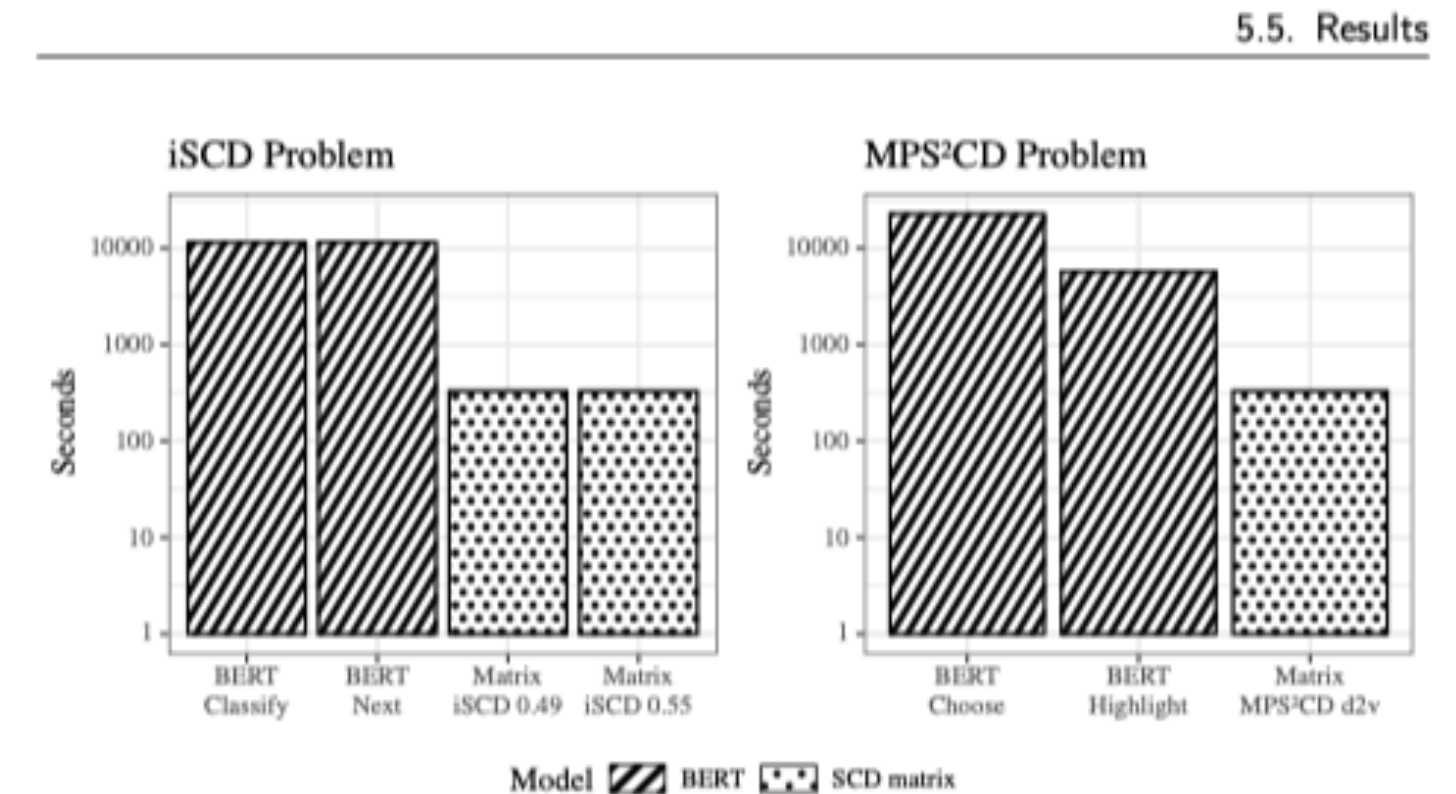 5.5. Results
iSCD Problem
Seconds
10000
1000
100
10
1
BERT Classify
BERT Next
Matrix iSCD 0.49
Matrix iSCD 0.55
MPS²CD Problem
Seconds
10000
1000
100
10
1
BERT Choose
BERT Highlight
Matrix MPS²CD d2v
Model BERT SCD matrix